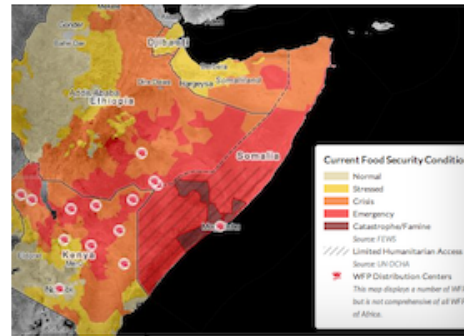 Gonder
Djibouti
Dire Dawa
Berbera
Hargeysa
Somaliland
Addis Ababa
Ethiopia
Somalia
Kenya
Current Food Security Condition
Normal
Stressed
Crisis
Emergency
Catastrophe/Famine
Source: FEWS
Limited Humanitarian Access
Source: UN OCHA
WFP Distribution Centers
This map displays a number of WFP
but is not comprehensive of all WFP
of Africa.